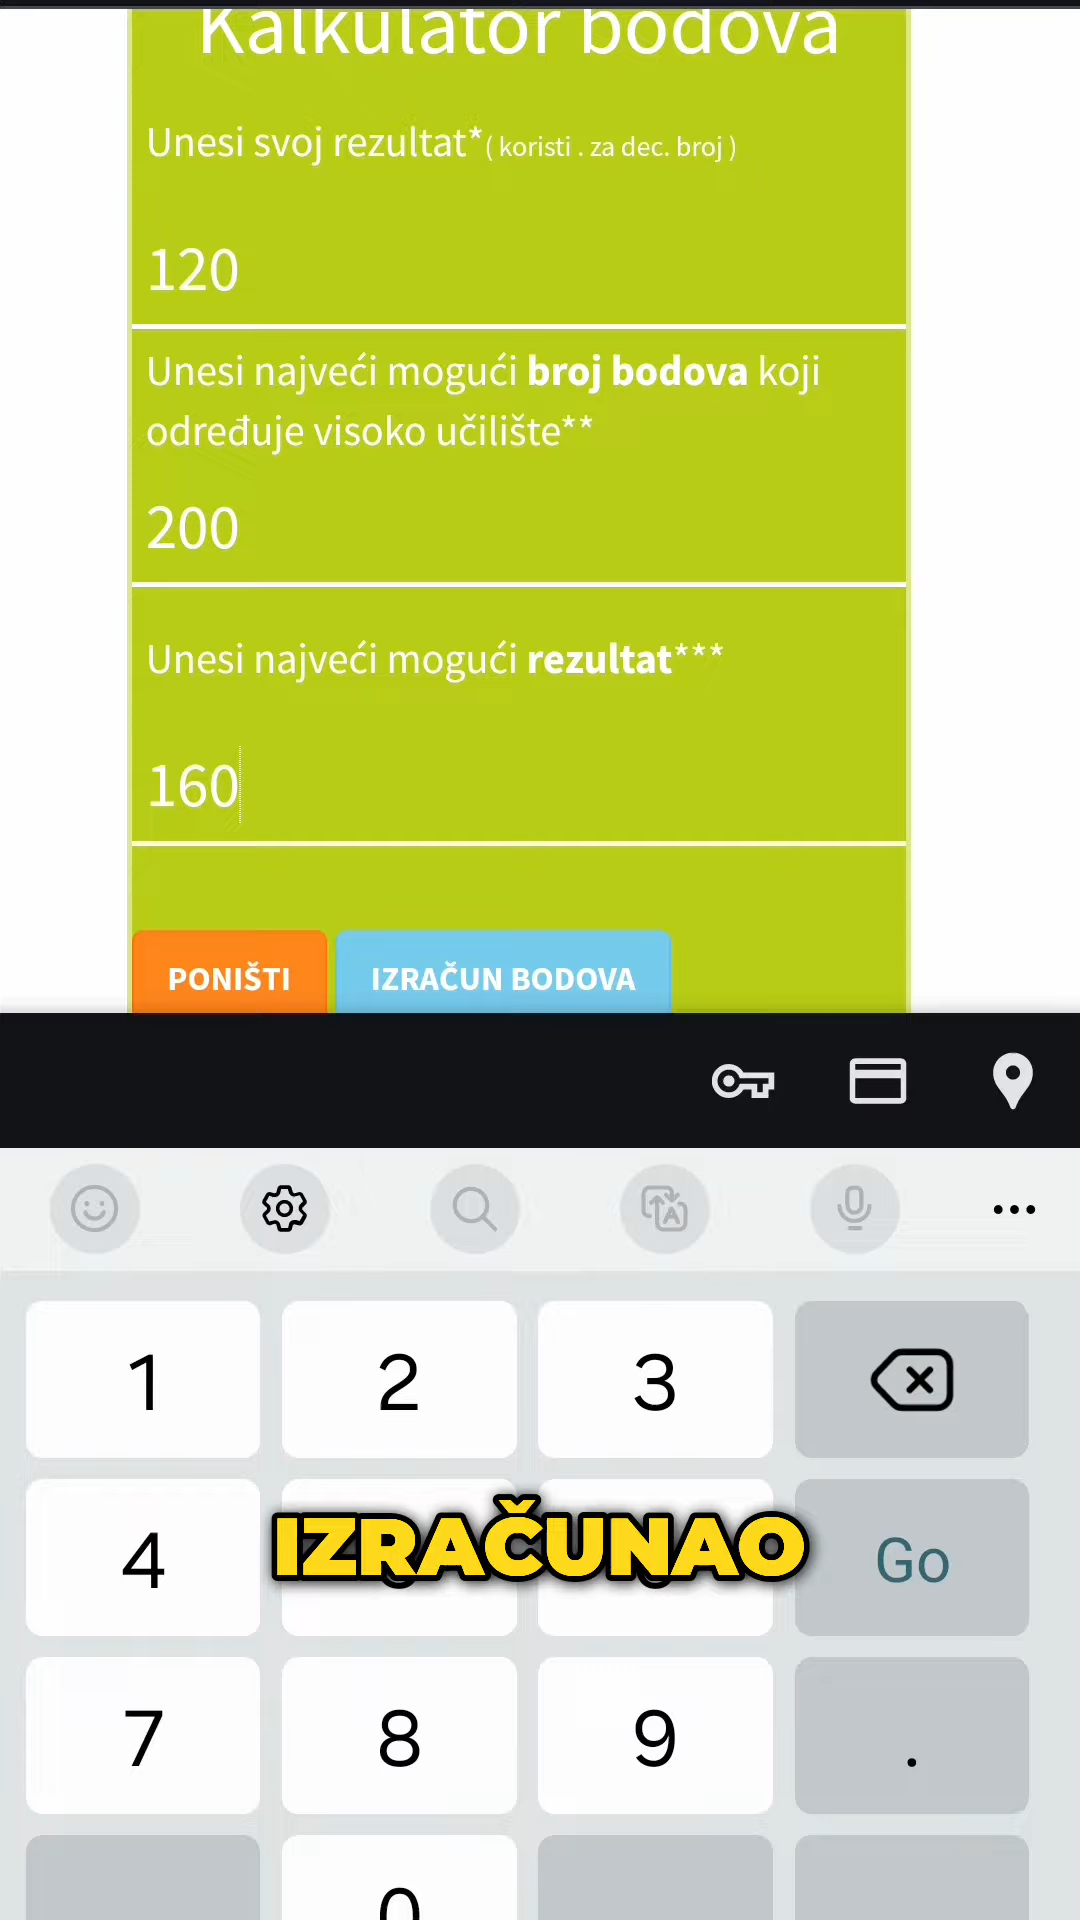 Kalkulator bodova
Unesi svoj rezultat*( koristi . za dec. broj )
120
Unesi najveći mogući broj bodova koji
određuje visoko učilište**
200
Unesi najveći mogući rezultat***
160
PONIŠTI IZRAČUN BODOVA
1 2 3
4 IZRAČUNAO Go
7 8 9 .
0